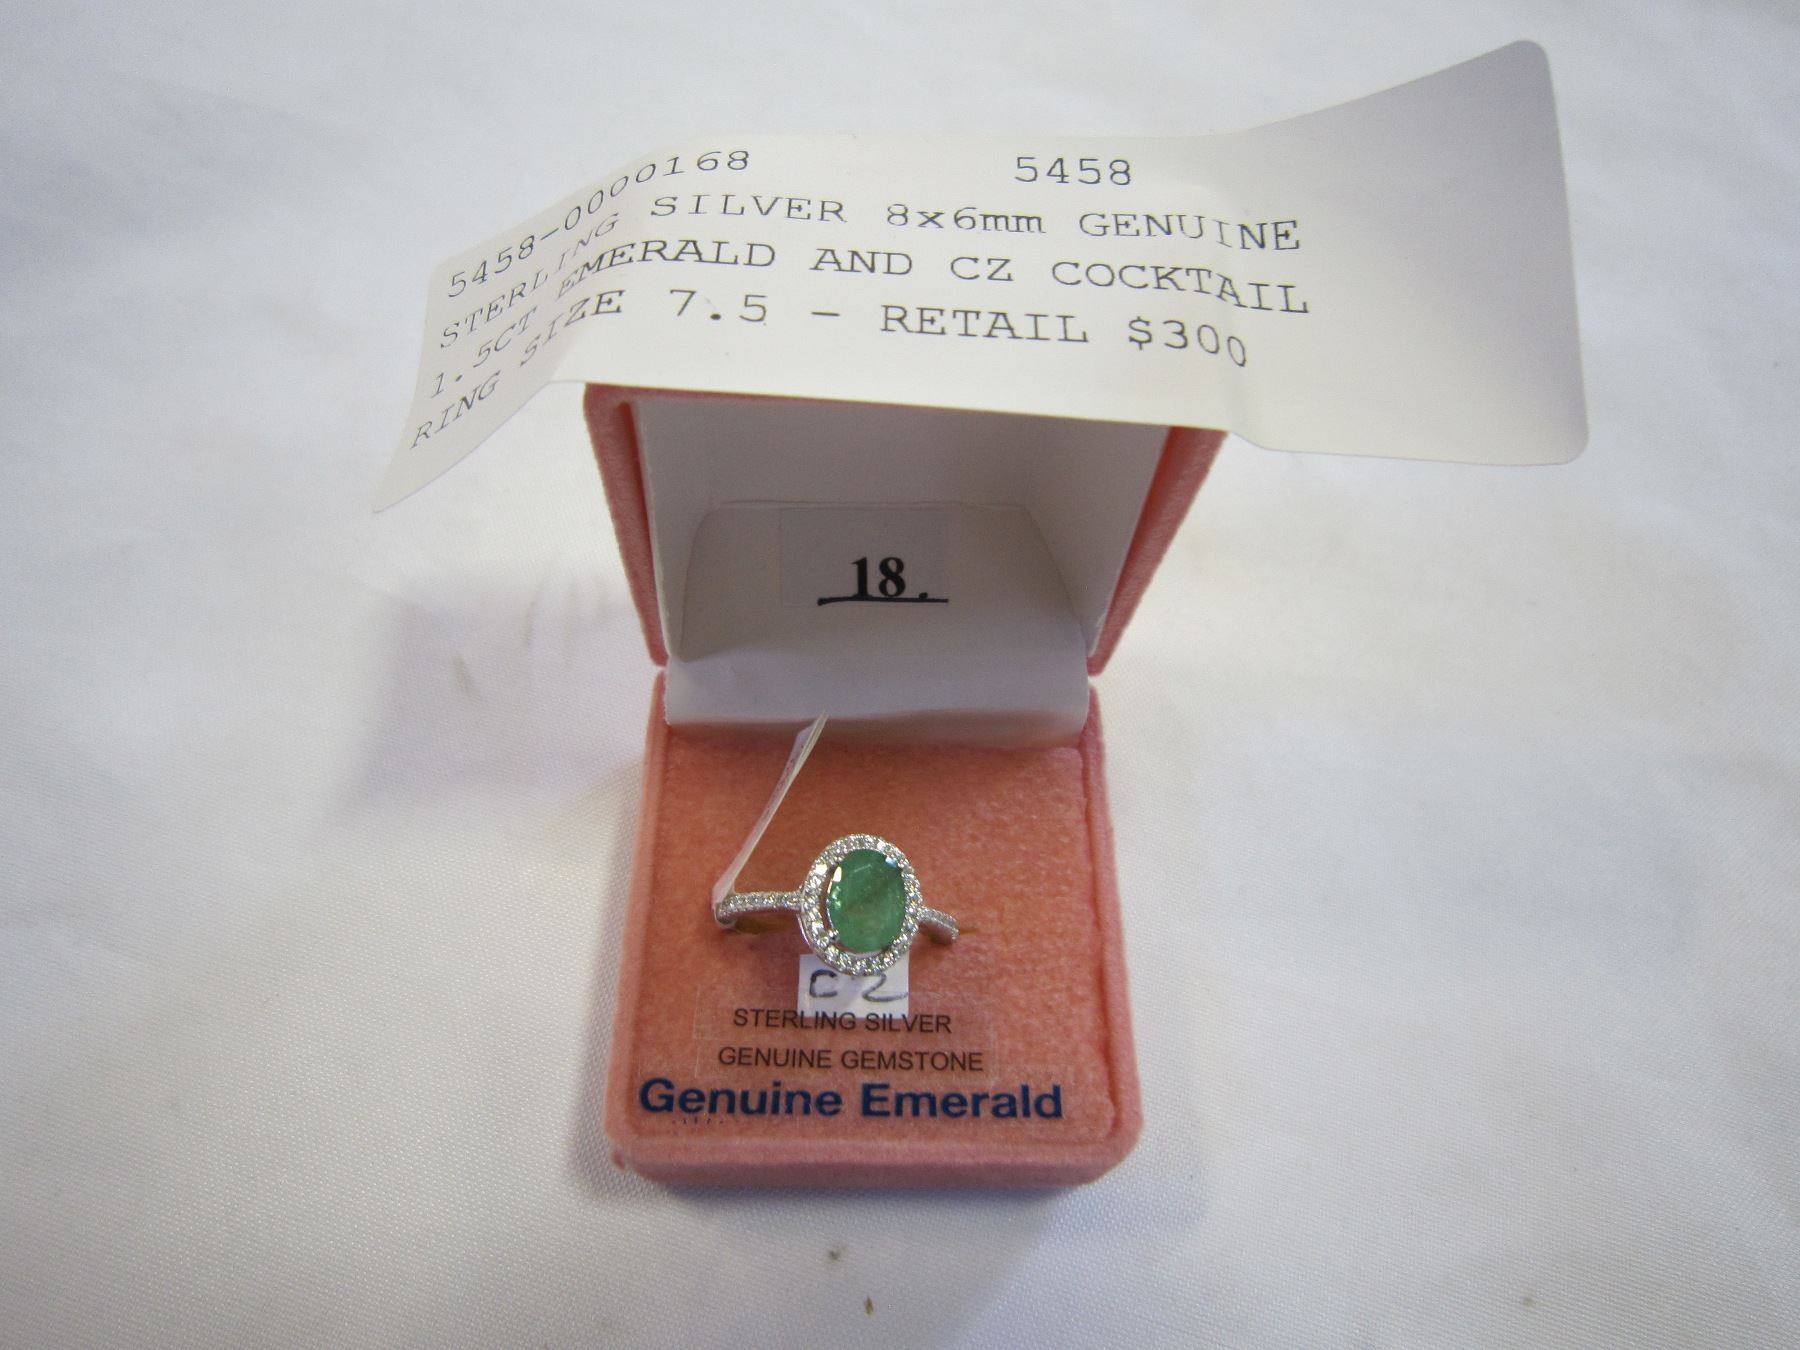 5458-0000168 5458
STERLING SILVER 8x6mm GENUINE
1.5CT EMERALD AND CZ COCKTAIL
RING SIZE 7.5 - RETAIL $300
18.
C2
STERLING SILVER
GENUINE GEMSTONE
Genuine Emerald